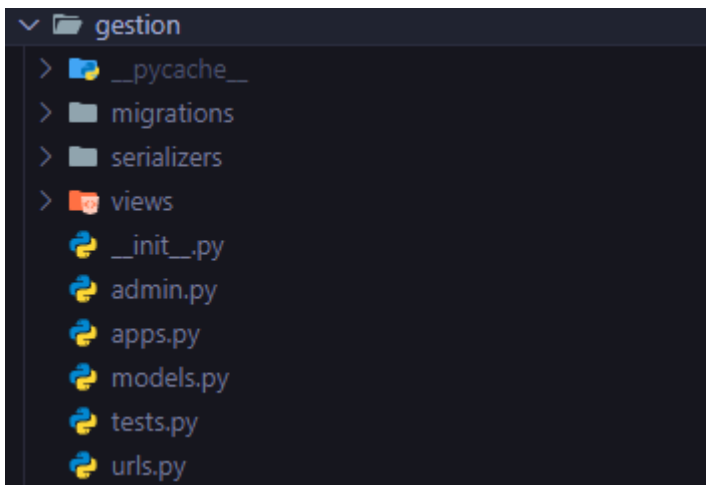 gestion
__pycache__
migrations
serializers
views
__init__.py
admin.py
apps.py
models.py
tests.py
urls.py